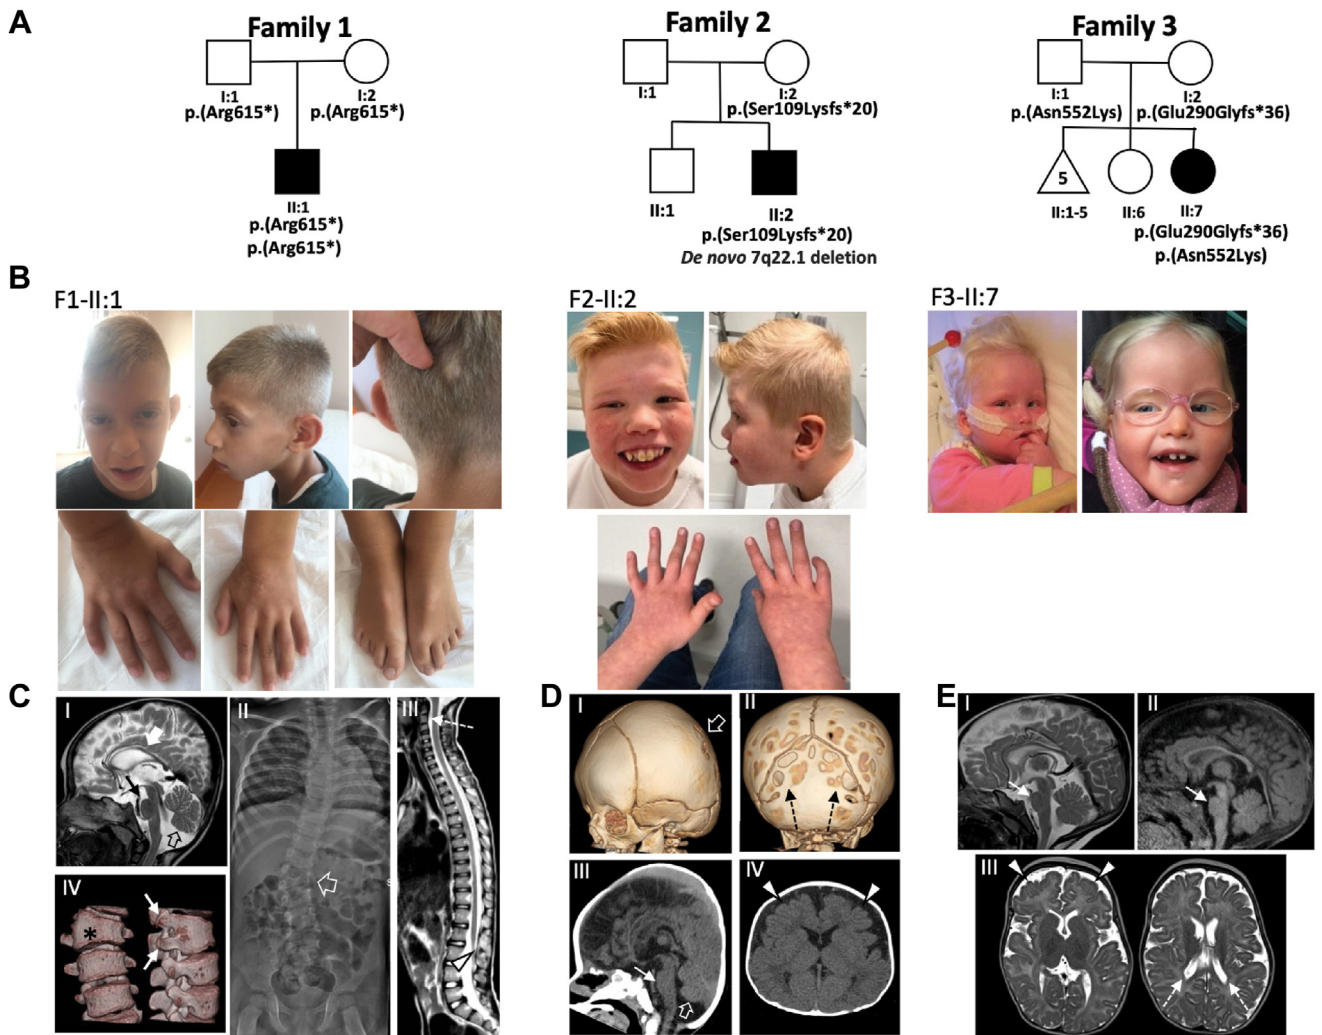 A
Family 1
I:1
p.(Arg615*)
I:2
p.(Arg615*)
II:1
p.(Arg615*)
p.(Arg615*)
Family 2
I:1
I:2
p.(Ser109Lysfs*20)
II:1
II:2
p.(Ser109Lysfs*20)
De novo 7q22.1 deletion
Family 3
I:1
p.(Asn552Lys)
I:2
p.(Glu290Glyfs*36)
5
II:1-5
II:6
II:7
p.(Glu290Glyfs*36)
p.(Asn552Lys)
B
F1-II:1
F2-II:2
F3-II:7
C
I
II
III
IV
*
D
I
II
III
IV
E
I
II
III